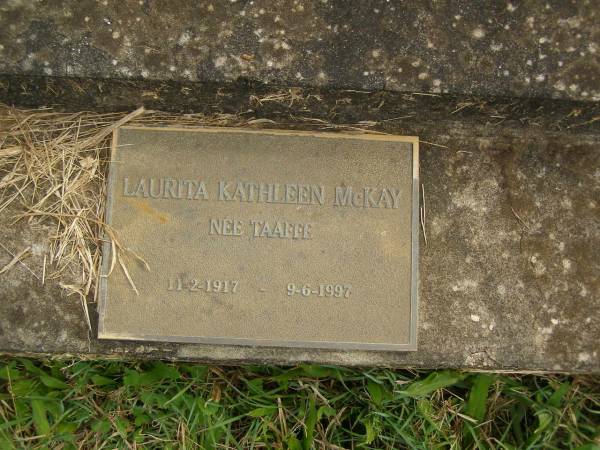 LAURITA KATHLEEN McKAY
NEE TAAFFE
11-2-1917 - 9-6-1997